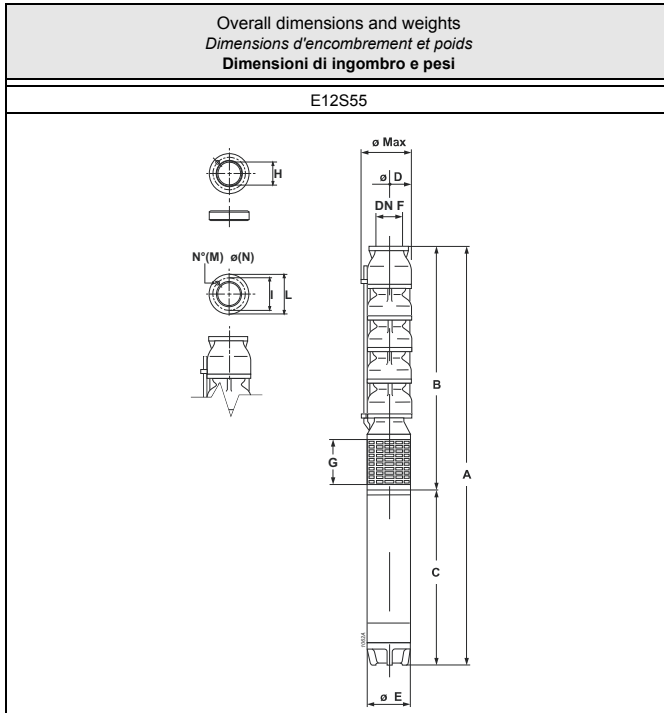 Overall dimensions and weights
Dimensions d'encombrement et poids
Dimensioni di ingombro e pesi
E12S55
ø Max
ø D
DN F
H
N°(M) ø(N)
I
L
B
G
A
C
ø E